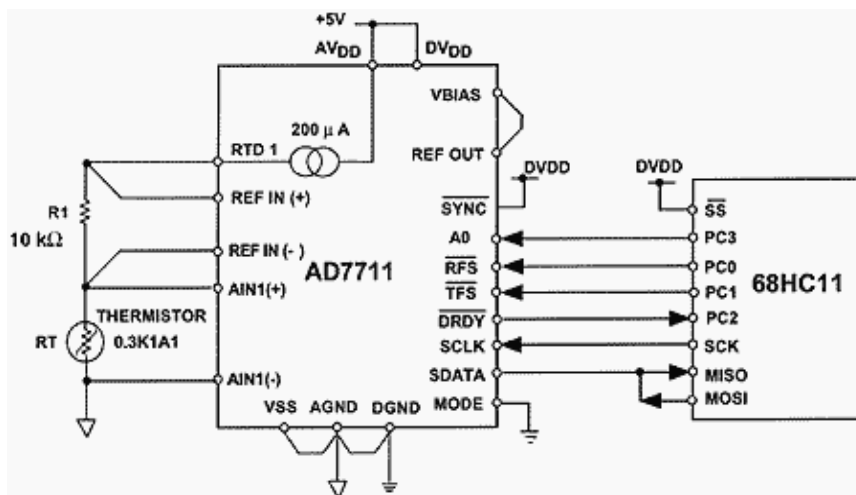 +5V
AVDD
DVDD
VBIAS
200 μA
RTD 1
REF OUT
DVDD
DVDD
REF IN (+)
SYNC
SS
R1
10 kΩ
A0
PC3
REF IN (-)
AD7711
RFS
PC0
68HC11
AIN1(+)
TFS
PC1
THERMISTOR
DRDY
PC2
RT
0.3K1A1
SCLK
SCK
AIN1(-)
SDATA
MISO
MODE
MOSI
VSS
AGND
DGND